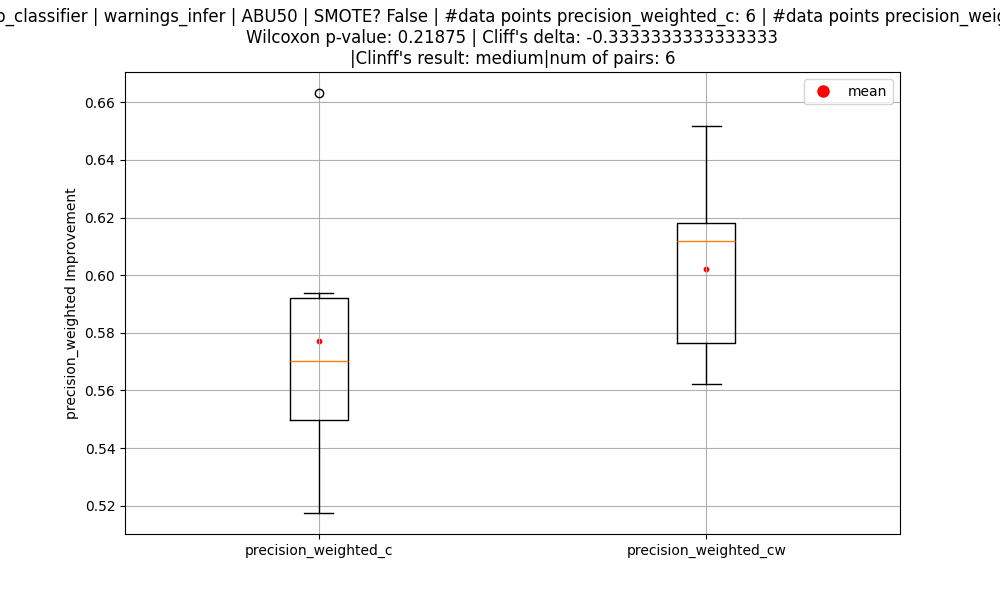 _classifier | warnings_infer | ABU50 | SMOTE? False | #data points precision_weighted_c: 6 | #data points
Wilcoxon p-value: 0.21875 | Cliff's delta: -0.3333333333333333
|Clinff's result: medium|num of pairs: 6
mean
0.66
0.64
0.62
0.60
0.58
0.56
0.54
0.52
precision_weighted Improvement
precision_weighted_c
precision_weighted_cw